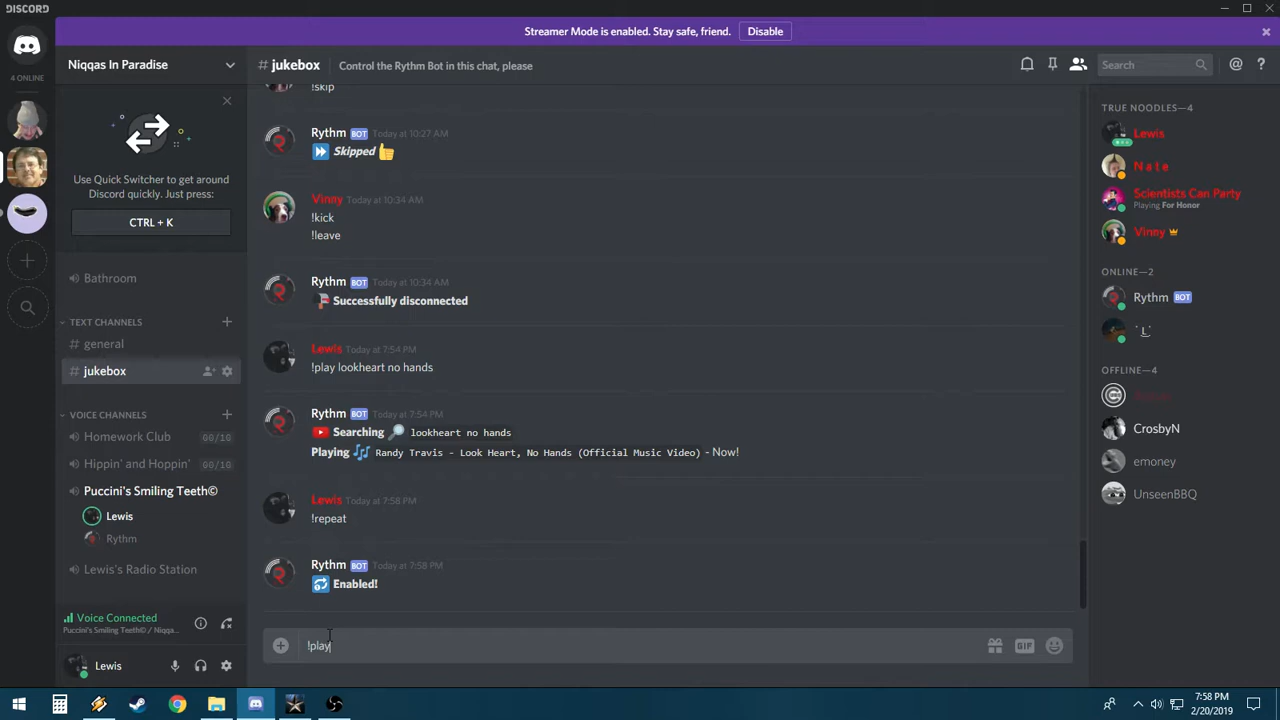 DISCORD
Streamer Mode is enabled. Stay safe, friend.
Disable
4 ONLINE
Niqqas In Paradise
Use Quick Switcher to get around
Discord quickly. Just press:
CTRL + K
Bathroom
TEXT CHANNELS
# general
# jukebox
VOICE CHANNELS
Homework Club 00/10
Hippin' and Hoppin' 00/10
Puccini's Smiling Teeth©
Lewis
Rythm
Lewis's Radio Station
Voice Connected
Puccini's Smiling Teeth© / Niqqa...
Lewis
# jukebox
Control the Rythm Bot in this chat, please
Search
!skip
Rythm BOT Today at 10:27 AM
Skipped
Vinny Today at 10:34 AM
!kick
!leave
Rythm BOT Today at 10:34 AM
Successfully disconnected
Lewis Today at 7:54 PM
!play lookheart no hands
Rythm BOT Today at 7:54 PM
Searching lookheart no hands
Playing Randy Travis - Look Heart, No Hands (Official Music Video) - Now!
Lewis Today at 7:58 PM
!repeat
Rythm BOT Today at 7:58 PM
Enabled!
!play
GIF
TRUE NOODLES—4
Lewis
N a t e
Scientists Can Party
Playing For Honor
Vinny
ONLINE—2
Rythm BOT
OFFLINE—4
CrosbyN
emoney
UnseenBBQ
7:58 PM
2/20/2019